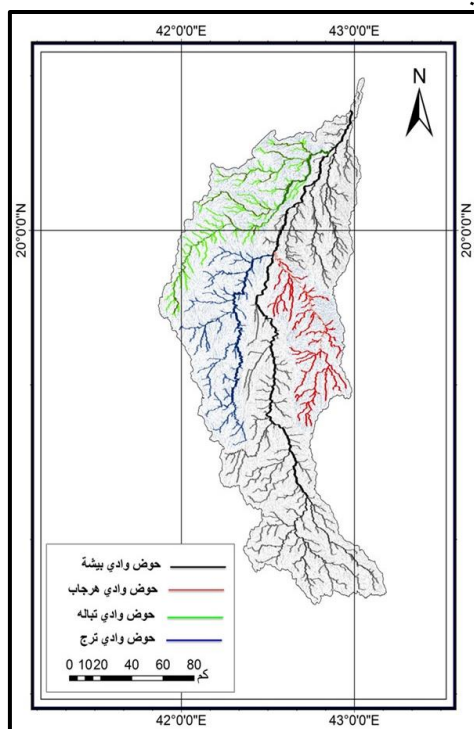 42°0'0"E 43°0'0"E
N
20°0'0"N 20°0'0"N
حوض وادي بيشة
حوض وادي هرجاب
حوض وادي تباله
حوض وادي ترج
0 10 20 40 60 80
كم
42°0'0"E 43°0'0"E